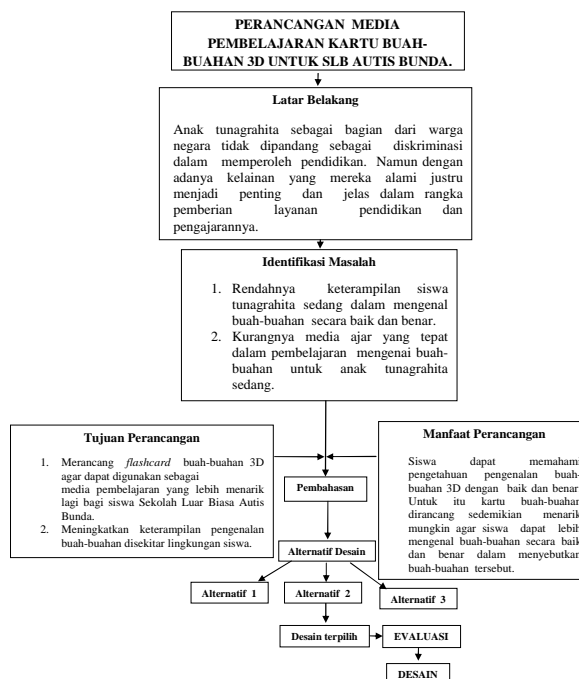 PERANCANGAN MEDIA
PEMBELAJARAN KARTU BUAH-
BUAHAN 3D UNTUK SLB AUTIS BUNDA.
Latar Belakang
Anak tunagrahita sebagai bagian dari warga
negara tidak dipandang sebagai diskriminasi
dalam memperoleh pendidikan. Namun dengan
adanya kelainan yang mereka alami justru
menjadi penting dan jelas dalam rangka
pemberian layanan pendidikan dan
pengajarannya.
Identifikasi Masalah
1. Rendahnya keterampilan siswa
tunagrahita sedang dalam mengenal
buah-buahan secara baik dan benar.
2. Kurangnya media ajar yang tepat
dalam pembelajaran mengenai buah-
buahan untuk anak tunagrahita
sedang.
Tujuan Perancangan
1. Merancang flashcard buah-buahan 3D
agar dapat digunakan sebagai
media pembelajaran yang lebih menarik
lagi bagi siswa Sekolah Luar Biasa Autis
Bunda.
2. Meningkatkan keterampilan pengenalan
buah-buahan disekitar lingkungan siswa.
Manfaat Perancangan
Siswa dapat memahami
pengetahuan pengenalan buah-
buahan 3D dengan baik dan benar.
Untuk itu kartu buah-buahan
dirancang sedemikian menarik
mungkin agar siswa dapat lebih
mengenal buah-buahan secara baik
dan benar dalam menyebutkan
buah-buahan tersebut.
Pembahasan
Alternatif Desain
Alternatif 1
Alternatif 2
Alternatif 3
Desain terpilih
EVALUASI
DESAIN